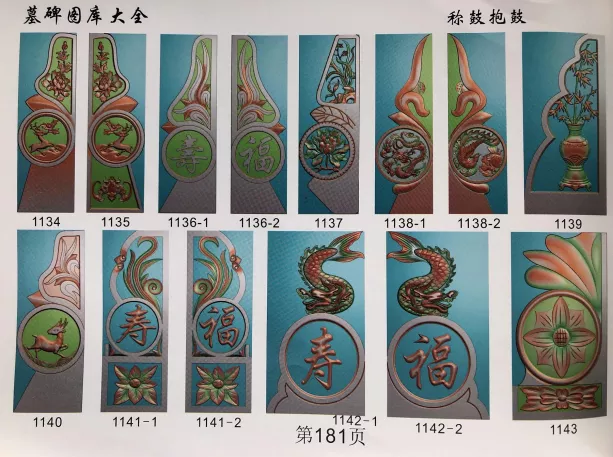 墓碑图库大全
称鼓抱鼓
寿
福
1134
1135
1136-1
1136-2
1137
1138-1
1138-2
1139
寿
福
寿
福
1140
1141-1
1141-2
1142-1
1142-2
1143
第181页